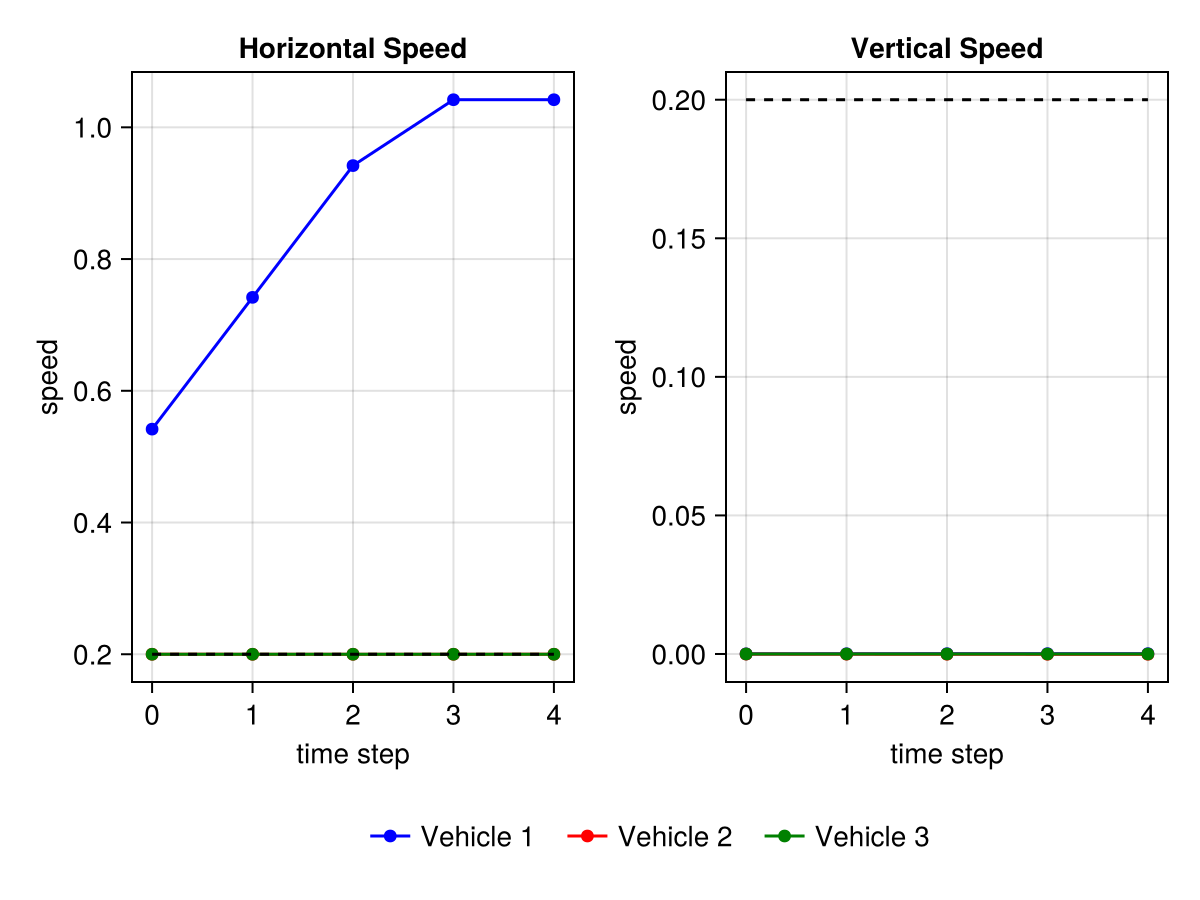 Horizontal Speed
1.0
0.8
0.6
0.4
0.2
speed
0 1 2 3 4
time step
Vertical Speed
0.20
0.15
0.10
0.05
0.00
speed
0 1 2 3 4
time step
Vehicle 1 Vehicle 2 Vehicle 3